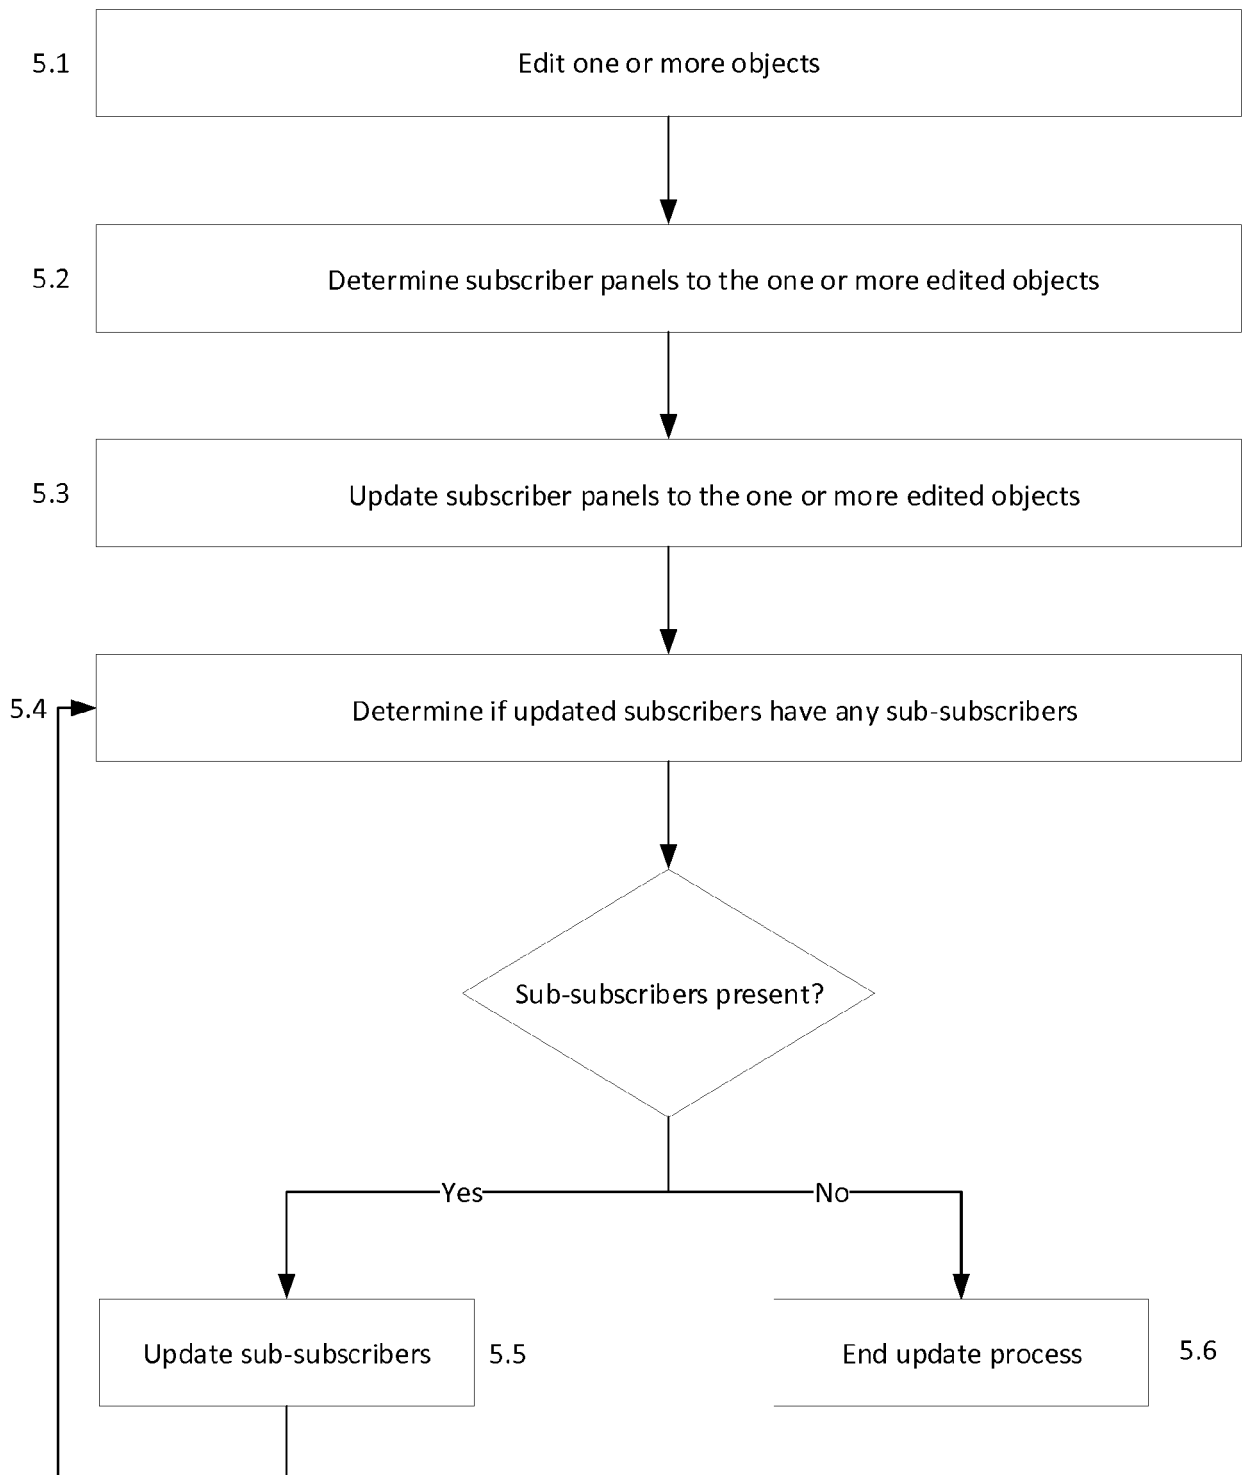 5.1
Edit one or more objects
5.2
Determine subscriber panels to the one or more edited objects
5.3
Update subscriber panels to the one or more edited objects
5.4
Determine if updated subscribers have any sub-subscribers
Sub-subscribers present?
Yes
No
Update sub-subscribers
5.5
End update process
5.6